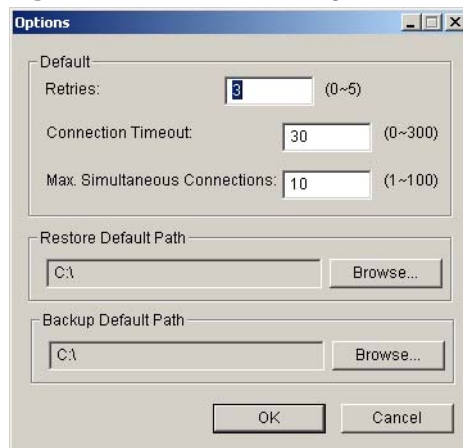 Options
Default
Retries: 3 (0~5)
Connection Timeout: 30 (0~300)
Max. Simultaneous Connections: 10 (1~100)
Restore Default Path
C:\ Browse...
Backup Default Path
C:\ Browse...
OK Cancel